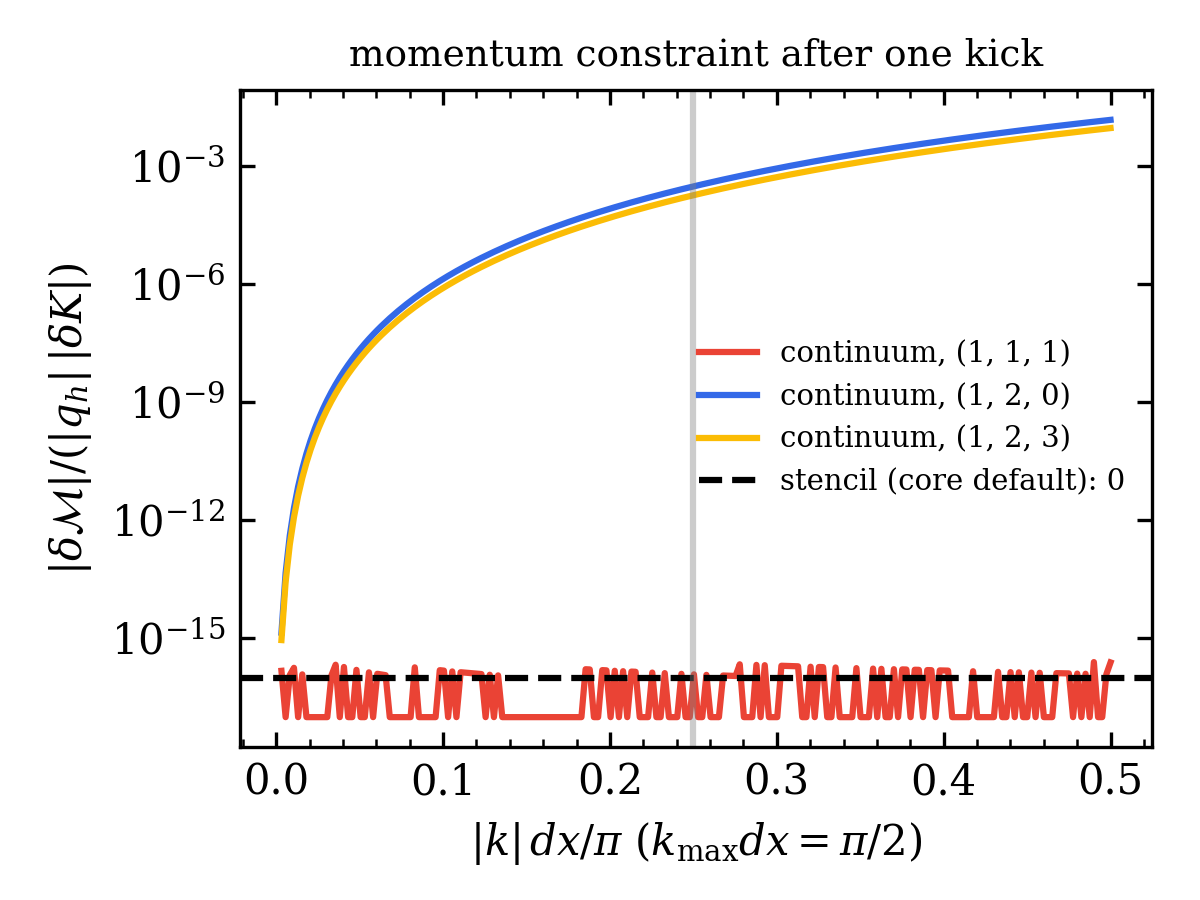 momentum constraint after one kick
|δℳ|/(|q_h| |δK|)
10⁻³
10⁻⁶
10⁻⁹
10⁻¹²
10⁻¹⁵
continuum, (1, 1, 1)
continuum, (1, 2, 0)
continuum, (1, 2, 3)
stencil (core default): 0
0.0 0.1 0.2 0.3 0.4 0.5
|k| dx/π (k_max dx = π/2)